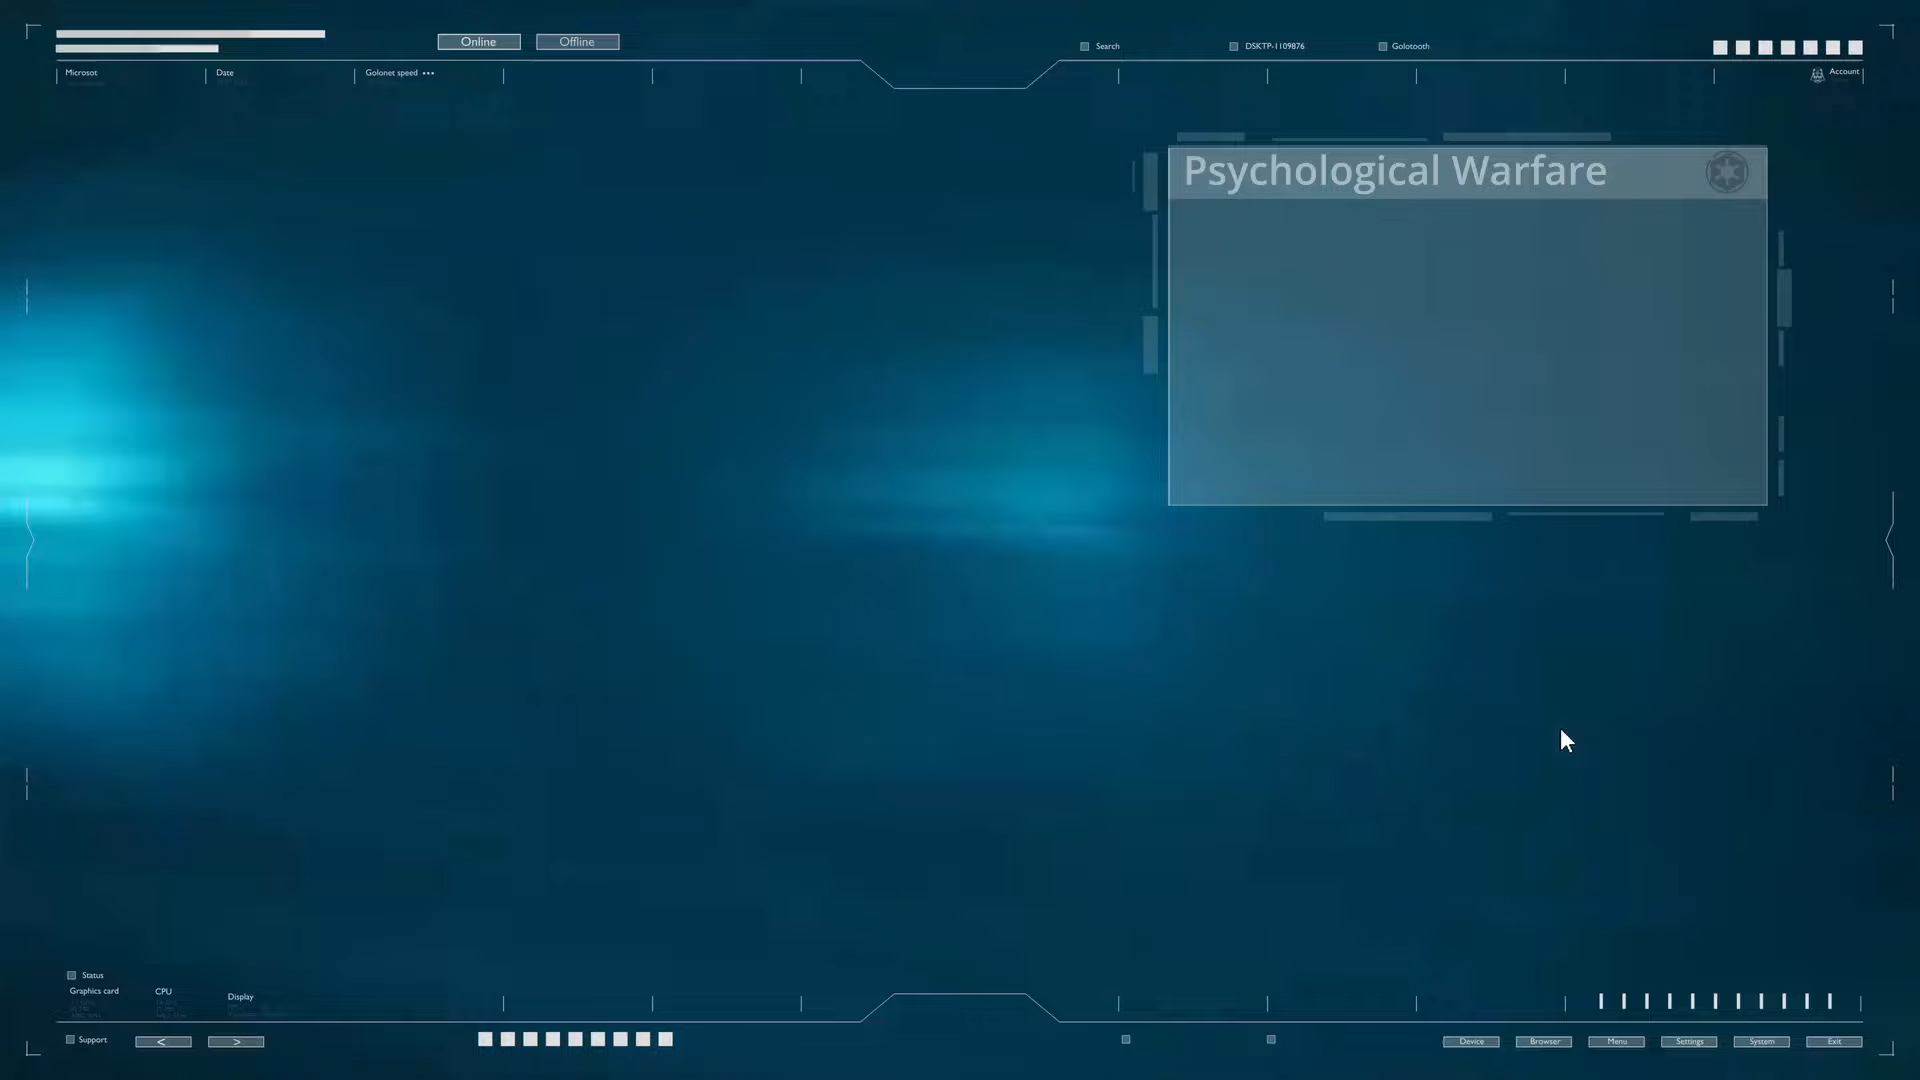 Online
Offline
Search
DSKTP-1109876
Golotooth
Microsot
Date
Golonet speed •••
Account
Psychological Warfare
Status
Graphics card
CPU
Display
Support
<
>
Device
Browser
Menu
Settings
System
Exit